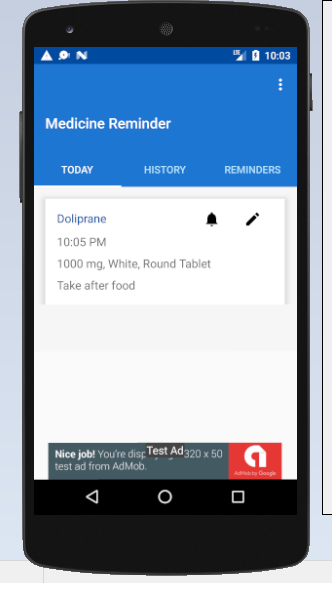 LTE 10:03
Medicine Reminder
TODAY HISTORY REMINDERS
Doliprane
10:05 PM
1000 mg, White, Round Tablet
Take after food
Nice job! You're disp 320 x 50
Test Ad
test ad from AdMob.
AdMob by Google